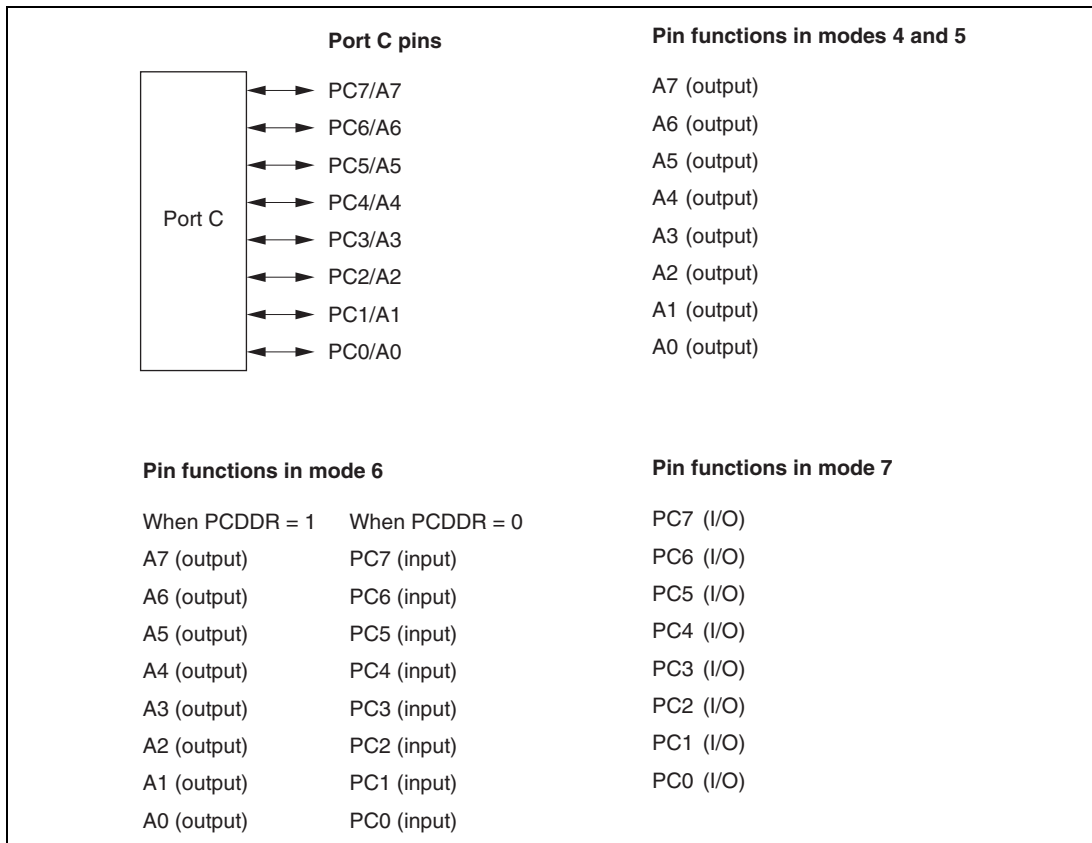 Port C pins
Pin functions in modes 4 and 5
Port C
PC7/A7
A7 (output)
PC6/A6
A6 (output)
PC5/A5
A5 (output)
PC4/A4
A4 (output)
PC3/A3
A3 (output)
PC2/A2
A2 (output)
PC1/A1
A1 (output)
PC0/A0
A0 (output)
Pin functions in mode 6
When PCDDR = 1 When PCDDR = 0
A7 (output) PC7 (input)
A6 (output) PC6 (input)
A5 (output) PC5 (input)
A4 (output) PC4 (input)
A3 (output) PC3 (input)
A2 (output) PC2 (input)
A1 (output) PC1 (input)
A0 (output) PC0 (input)
Pin functions in mode 7
PC7 (I/O)
PC6 (I/O)
PC5 (I/O)
PC4 (I/O)
PC3 (I/O)
PC2 (I/O)
PC1 (I/O)
PC0 (I/O)